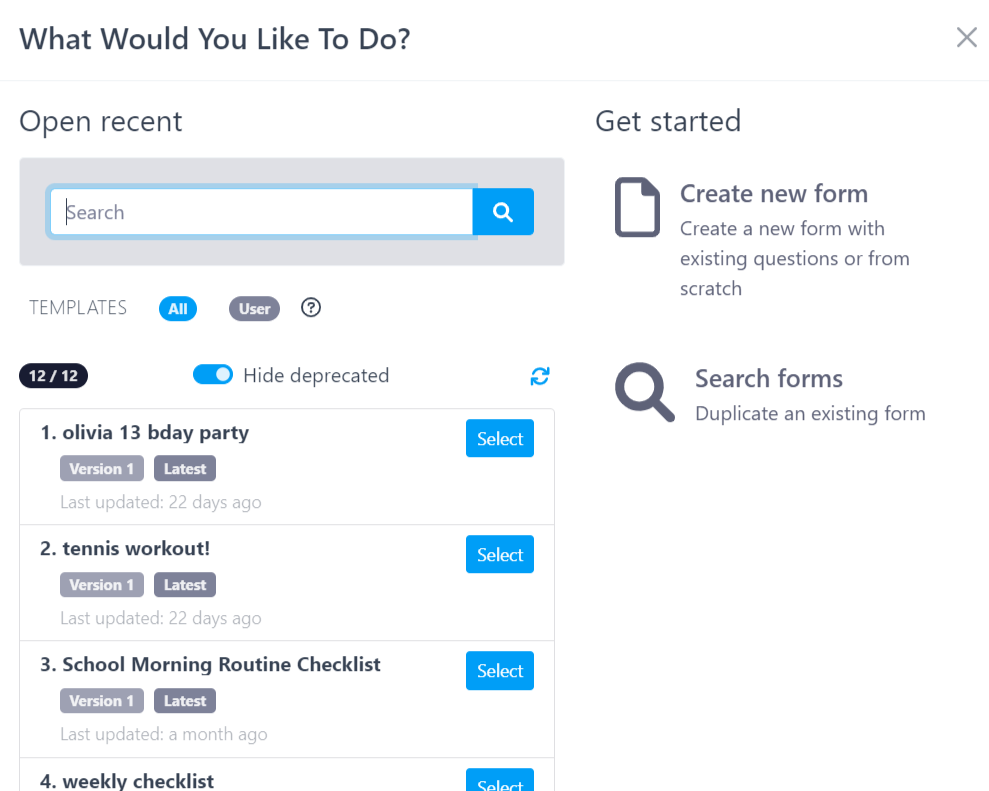 What Would You Like To Do?
Open recent
Search
TEMPLATES All User
12 / 12 Hide deprecated
1. olivia 13 bday party
Select
Version 1 Latest
Last updated: 22 days ago
2. tennis workout!
Select
Version 1 Latest
Last updated: 22 days ago
3. School Morning Routine Checklist
Select
Version 1 Latest
Last updated: a month ago
4. weekly checklist
Select
Get started
Create new form
Create a new form with
existing questions or from
scratch
Search forms
Duplicate an existing form